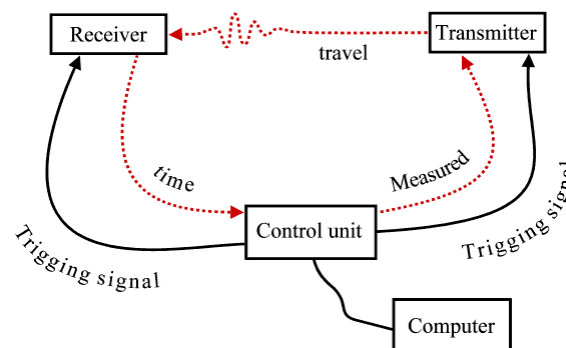 Receiver
Transmitter
travel
time
Measured
Control unit
Trigging signal
Trigging signal
Computer